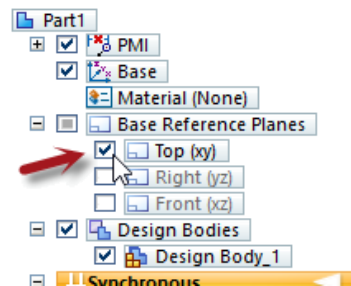 Part1
PMI
Base
Material (None)
Base Reference Planes
Top (xy)
Right (yz)
Front (xz)
Design Bodies
Design Body_1
Synchronous